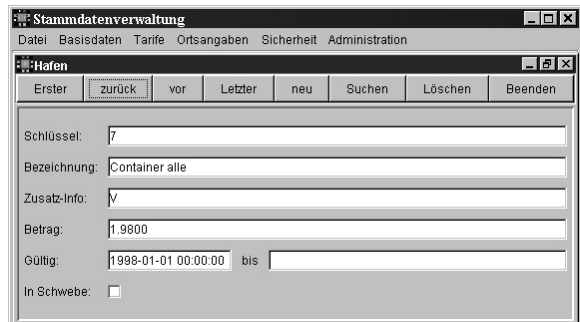 Stammdatenverwaltung
Datei Basisdaten Tarife Ortsangaben Sicherheit Administration
Hafen
Erster zurück vor Letzter neu Suchen Löschen Beenden
Schlüssel: 7
Bezeichnung: Container alle
Zusatz-Info: V
Betrag: 1.9800
Gültig: 1998-01-01 00:00:00 bis
In Schwebe: